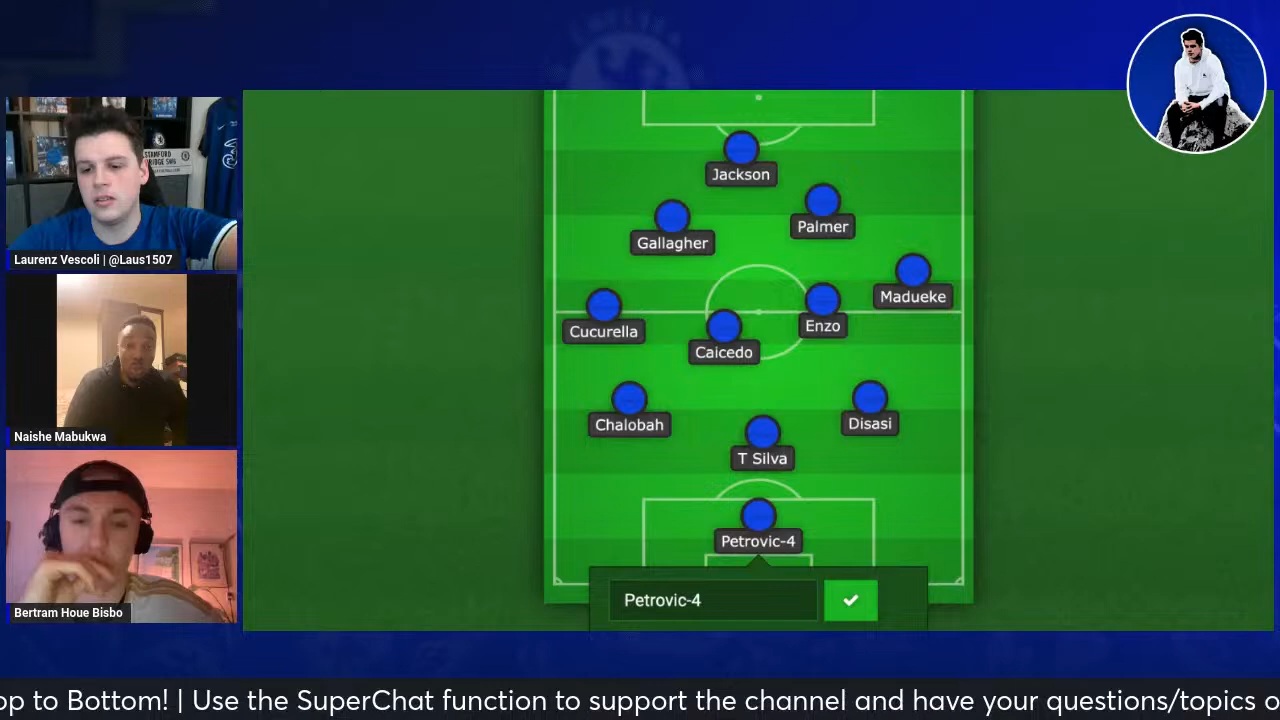 STAMFORD
Laurenz Vescoli | @Laus1507
Naishe Mabukwa
Bertram Houe Bisbo
Jackson
Palmer
Gallagher
Madueke
Cucurella
Enzo
Caicedo
Chalobah
Disasi
T Silva
Petrovic-4
Petrovic-4
op to Bottom! | Use the SuperChat function to support the channel and have your questions/topics o